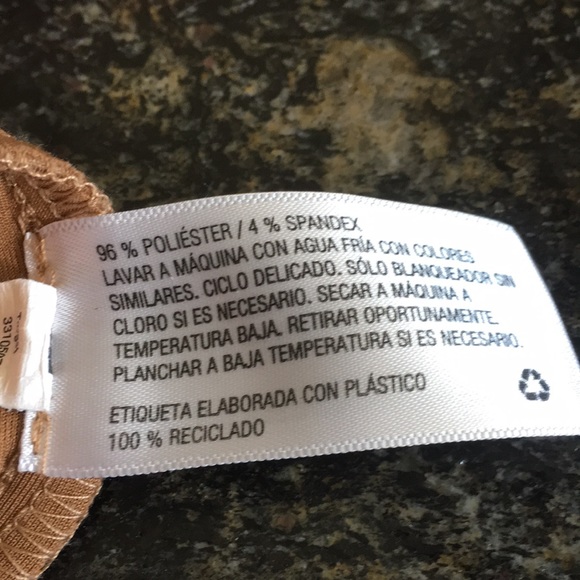 96 % POLIÉSTER / 4 % SPANDEX
LAVAR A MÁQUINA CON AGUA FRÍA CON COLORES
SIMILARES. CICLO DELICADO. SÓLO BLANQUEADOR SIN
CLORO SI ES NECESARIO. SECAR A MÁQUINA A
TEMPERATURA BAJA. RETIRAR OPORTUNAMENTE.
PLANCHAR A BAJA TEMPERATURA SI ES NECESARIO.
ETIQUETA ELABORADA CON PLÁSTICO
100 % RECICLADO